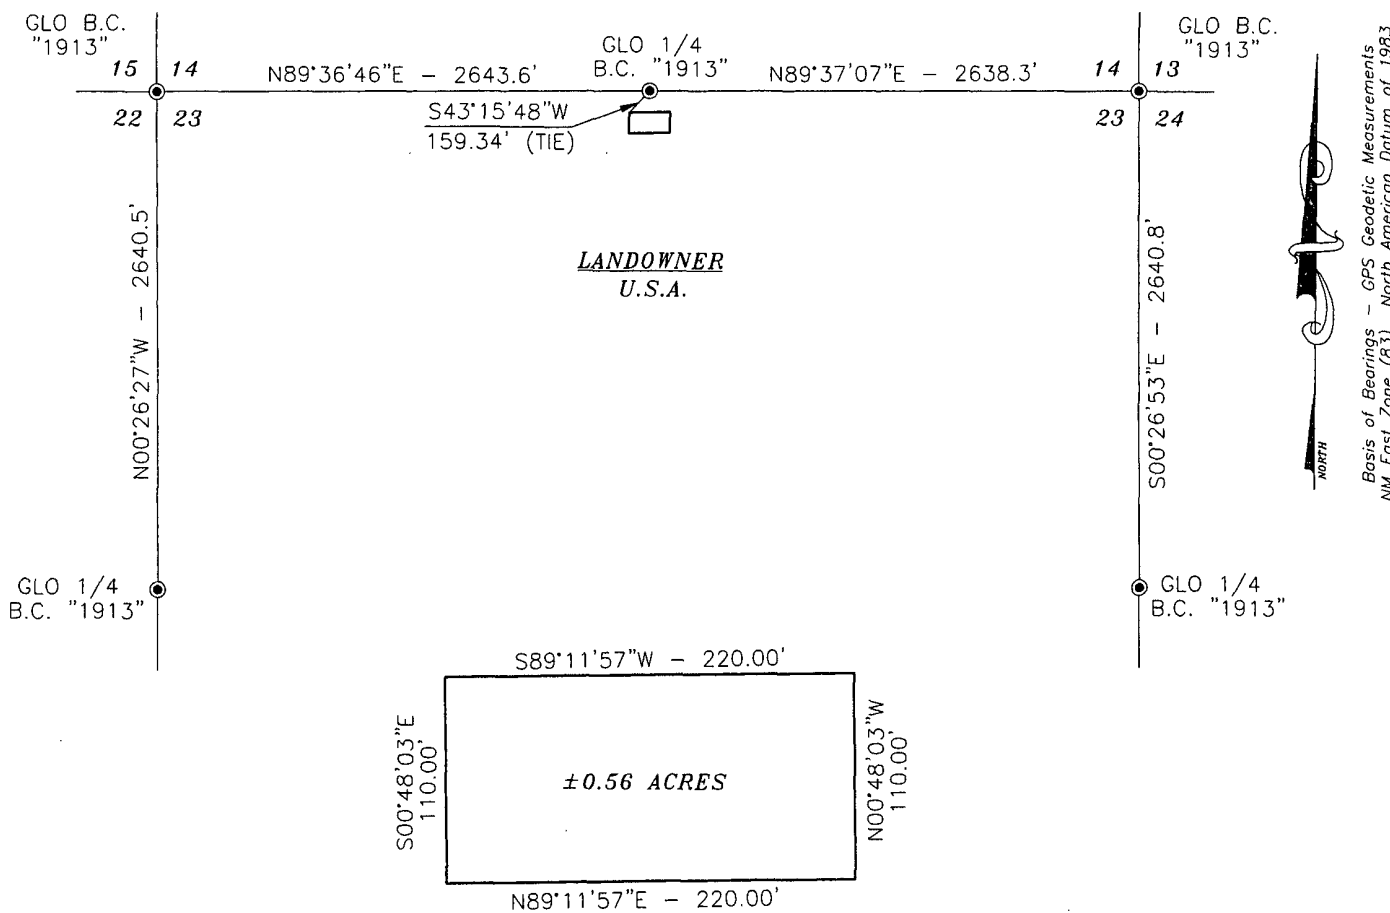 GLO B.C.
"1913"
GLO 1/4
B.C. "1913"
GLO B.C.
"1913"
15 14
N89°36'46"E – 2643.6'
N89°37'07"E – 2638.3'
14 13
22 23
S43°15'48"W
159.34' (TIE)
23 24
N00°26'27"W – 2640.5'
LANDOWNER
U.S.A.
S00°26'53"E – 2640.8'
NORTH
Basis of Bearings – GPS Geodetic Measurements
NM East Zone (83) North American Datum of 1983
GLO 1/4
B.C. "1913"
GLO 1/4
B.C. "1913"
S89°11'57"W – 220.00'
S00°48'03"E
110.00'
±0.56 ACRES
N00°48'03"W
110.00'
N89°11'57"E – 220.00'